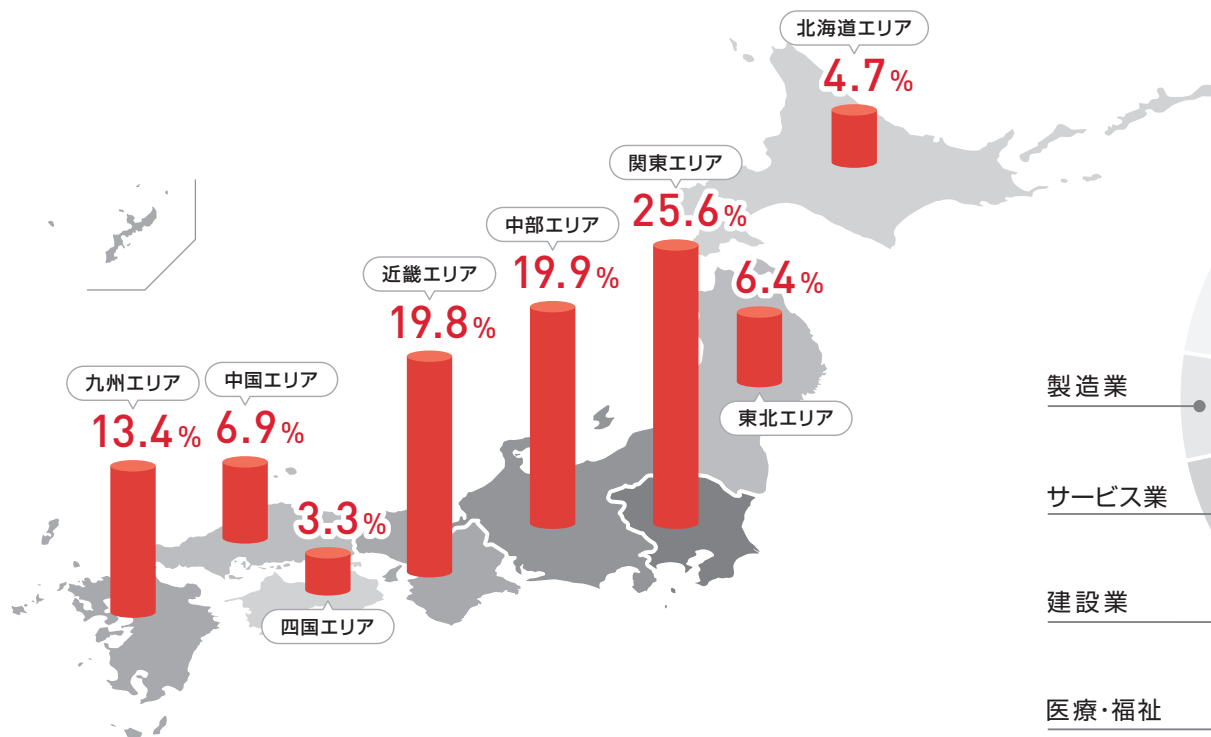 北海道エリア
4.7%
関東エリア
25.6%
中部エリア
19.9%
近畿エリア
19.8%
6.4%
東北エリア
九州エリア
13.4%
中国エリア
6.9%
3.3%
四国エリア
製造業
サービス業
建設業
医療・福祉